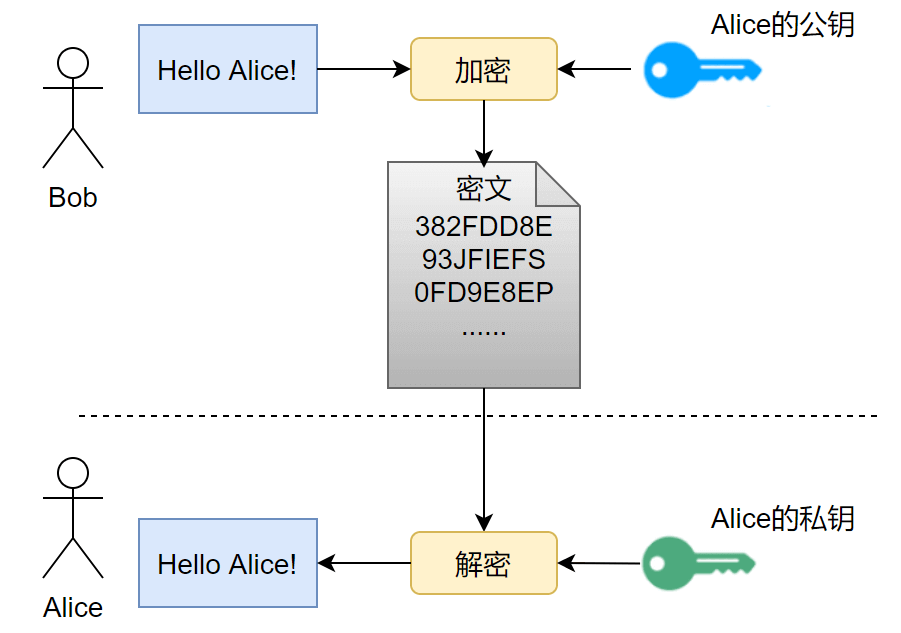 Alice的公钥
Hello Alice!
加密
Bob
密文
382FDD8E
93JFIEFS
0FD9E8EP
......
Alice的私钥
Hello Alice!
解密
Alice